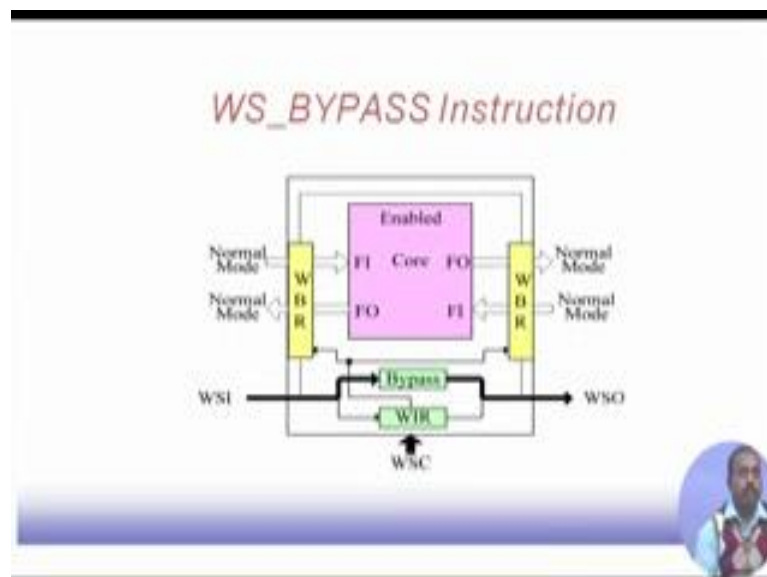 WS_BYPASS Instruction
Enabled
Normal Mode
FI Core FO
Normal Mode
W B R
W B R
Normal Mode
FO FI
Normal Mode
Bypass
WSI
WSO
WIR
WSC